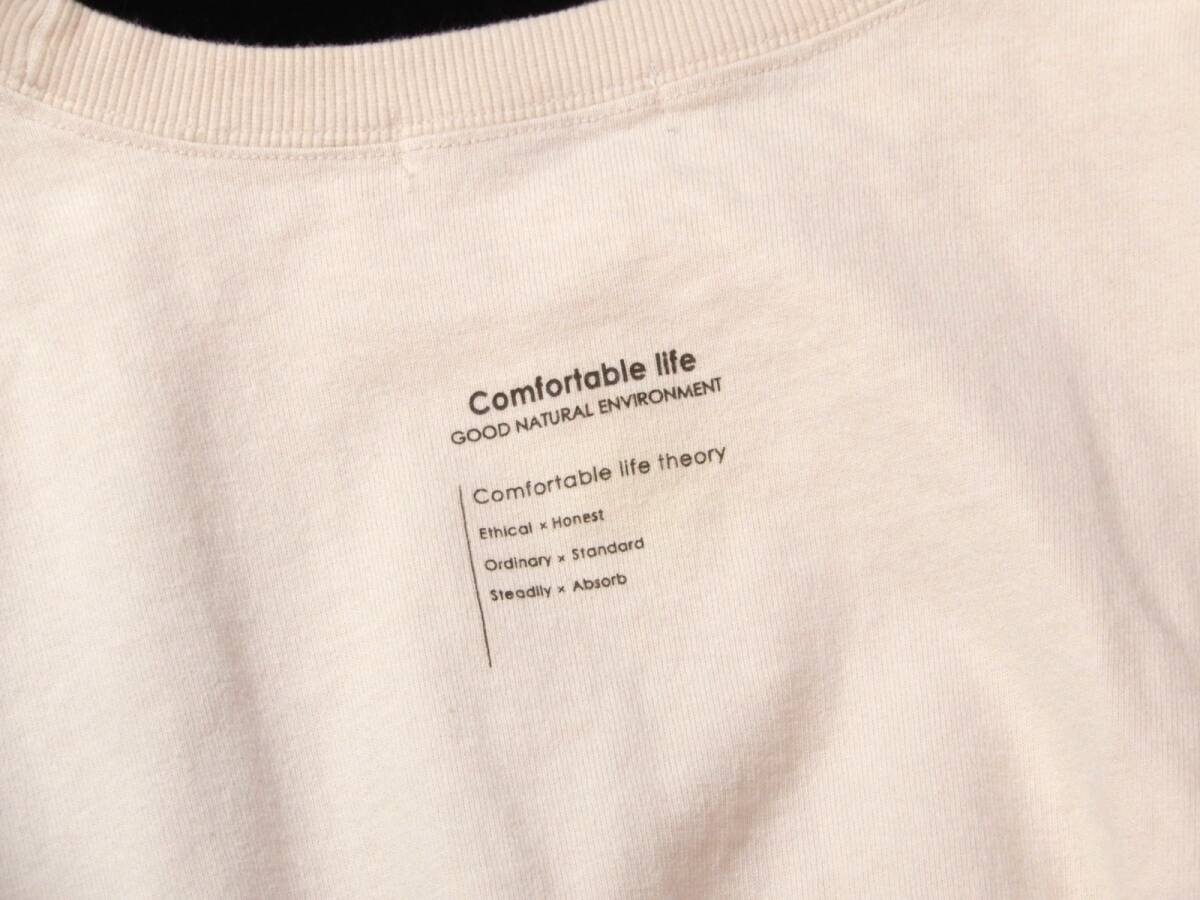 Comfortable life
GOOD NATURAL ENVIRONMENT
Comfortable life theory
Ethical × Honest
Ordinary × Standard
Steadily × Absorb